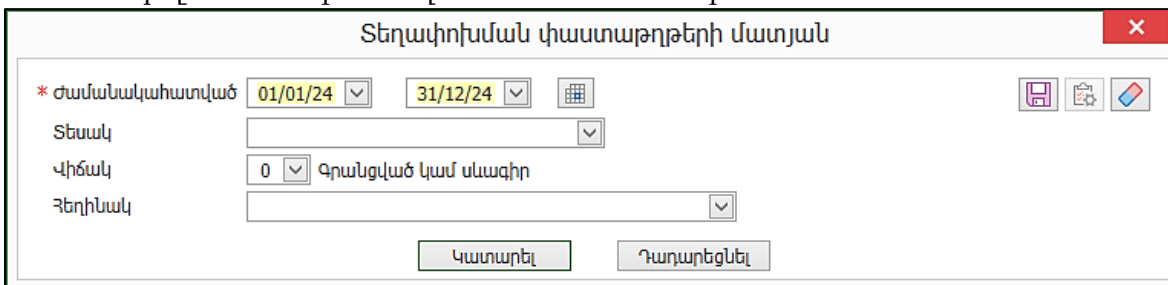 Տեղափոխման փաստաթղթերի մատյան
* Ժամանակահատված 01/01/24 31/12/24
Տեսակ
Վիճակ 0 Գրանցված կամ սևագիր
Հեղինակ
Կատարել Դադարեցնել